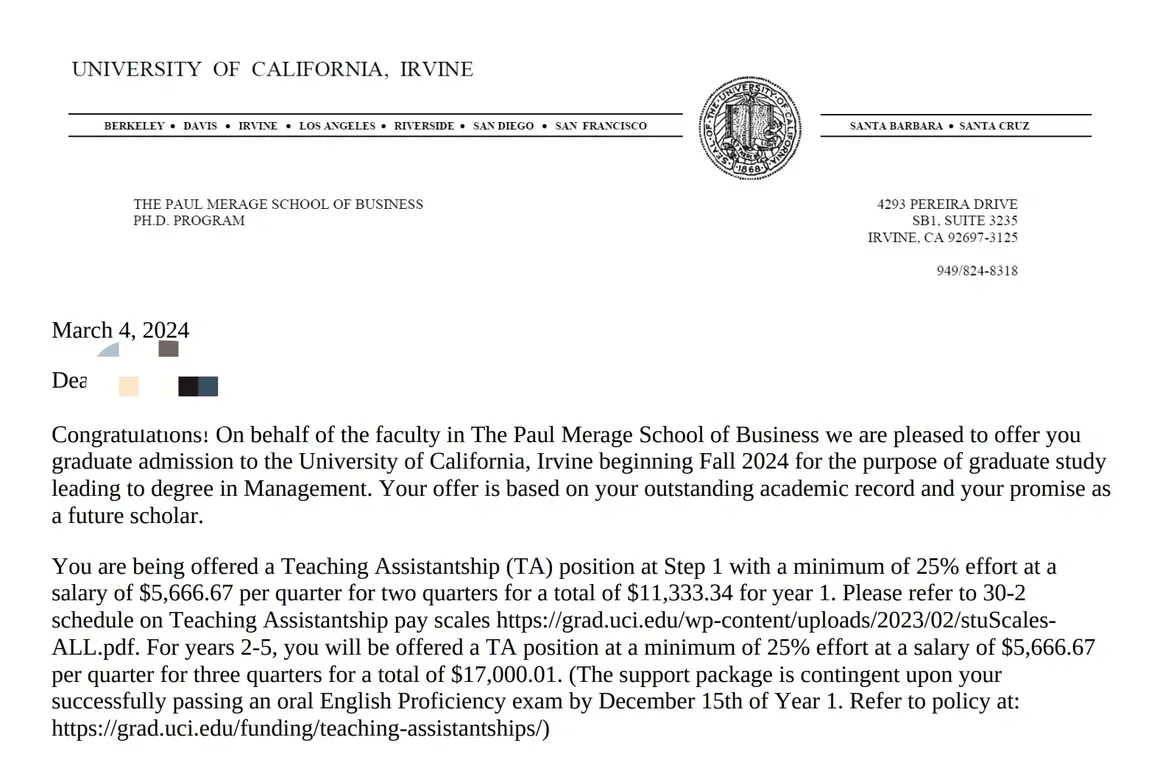 UNIVERSITY OF CALIFORNIA, IRVINE
BERKELEY • DAVIS • IRVINE • LOS ANGELES • RIVERSIDE • SAN DIEGO • SAN FRANCISCO
SANTA BARBARA • SANTA CRUZ
SEAL OF THE UNIVERSITY OF CALIFORNIA
1868
THE PAUL MERAGE SCHOOL OF BUSINESS
PH.D. PROGRAM
4293 PEREIRA DRIVE
SB1, SUITE 3235
IRVINE, CA 92697-3125
949/824-8318
March 4, 2024
Dea
Congratulations! On behalf of the faculty in The Paul Merage School of Business we are pleased to offer you
graduate admission to the University of California, Irvine beginning Fall 2024 for the purpose of graduate study
leading to degree in Management. Your offer is based on your outstanding academic record and your promise as
a future scholar.
You are being offered a Teaching Assistantship (TA) position at Step 1 with a minimum of 25% effort at a
salary of $5,666.67 per quarter for two quarters for a total of $11,333.34 for year 1. Please refer to 30-2
schedule on Teaching Assistantship pay scales https://grad.uci.edu/wp-content/uploads/2023/02/stuScales-
ALL.pdf. For years 2-5, you will be offered a TA position at a minimum of 25% effort at a salary of $5,666.67
per quarter for three quarters for a total of $17,000.01. (The support package is contingent upon your
successfully passing an oral English Proficiency exam by December 15th of Year 1. Refer to policy at:
https://grad.uci.edu/funding/teaching-assistantships/)